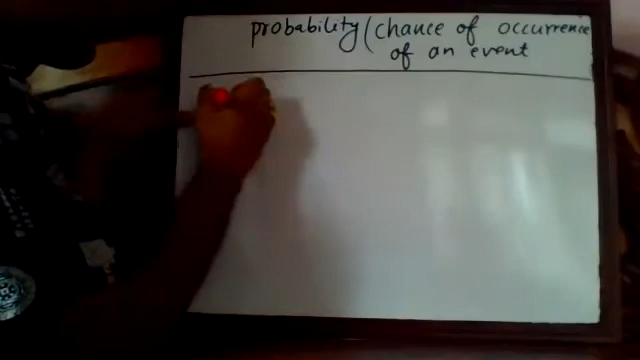 probability (chance of occurrence
of an event